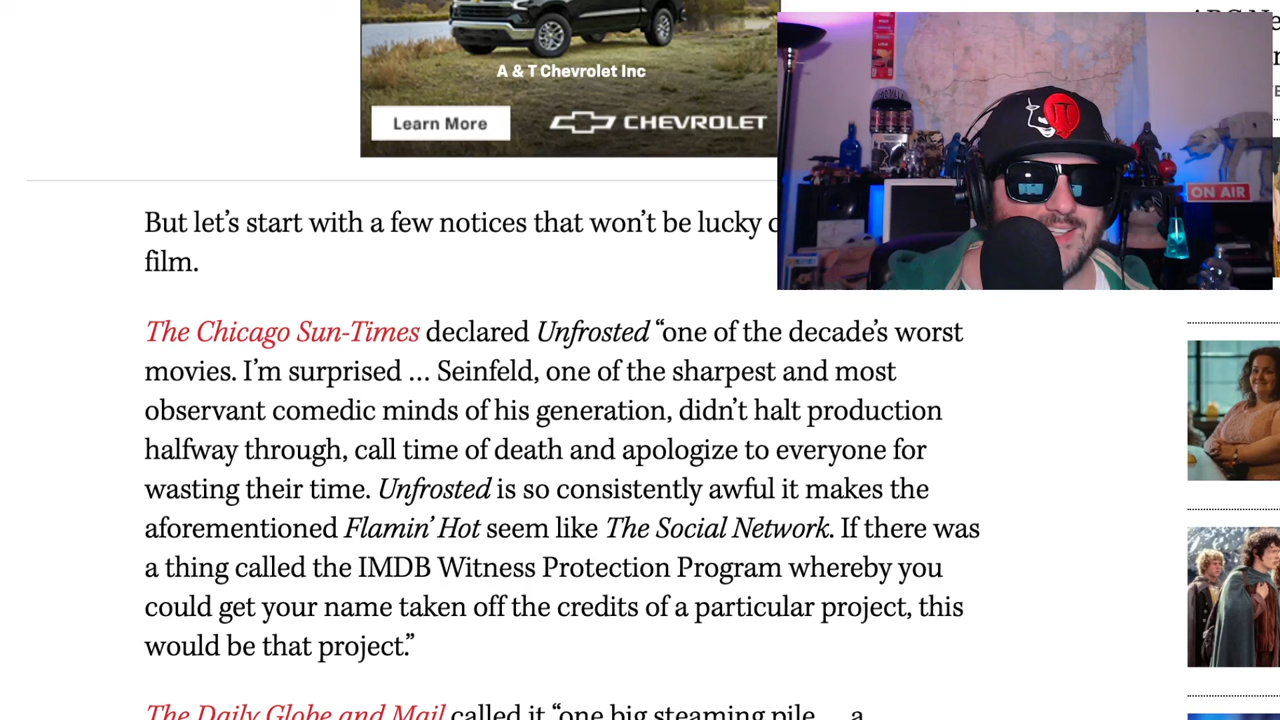 A & T Chevrolet Inc
Learn More
CHEVROLET
ON AIR
But let’s start with a few notices that won’t be lucky
film.
The Chicago Sun-Times declared Unfrosted “one of the decade’s worst
movies. I’m surprised … Seinfeld, one of the sharpest and most
observant comedic minds of his generation, didn’t halt production
halfway through, call time of death and apologize to everyone for
wasting their time. Unfrosted is so consistently awful it makes the
aforementioned Flamin’ Hot seem like The Social Network. If there was
a thing called the IMDB Witness Protection Program whereby you
could get your name taken off the credits of a particular project, this
would be that project.”
The Daily Globe and Mail called it “one big steaming pile … a